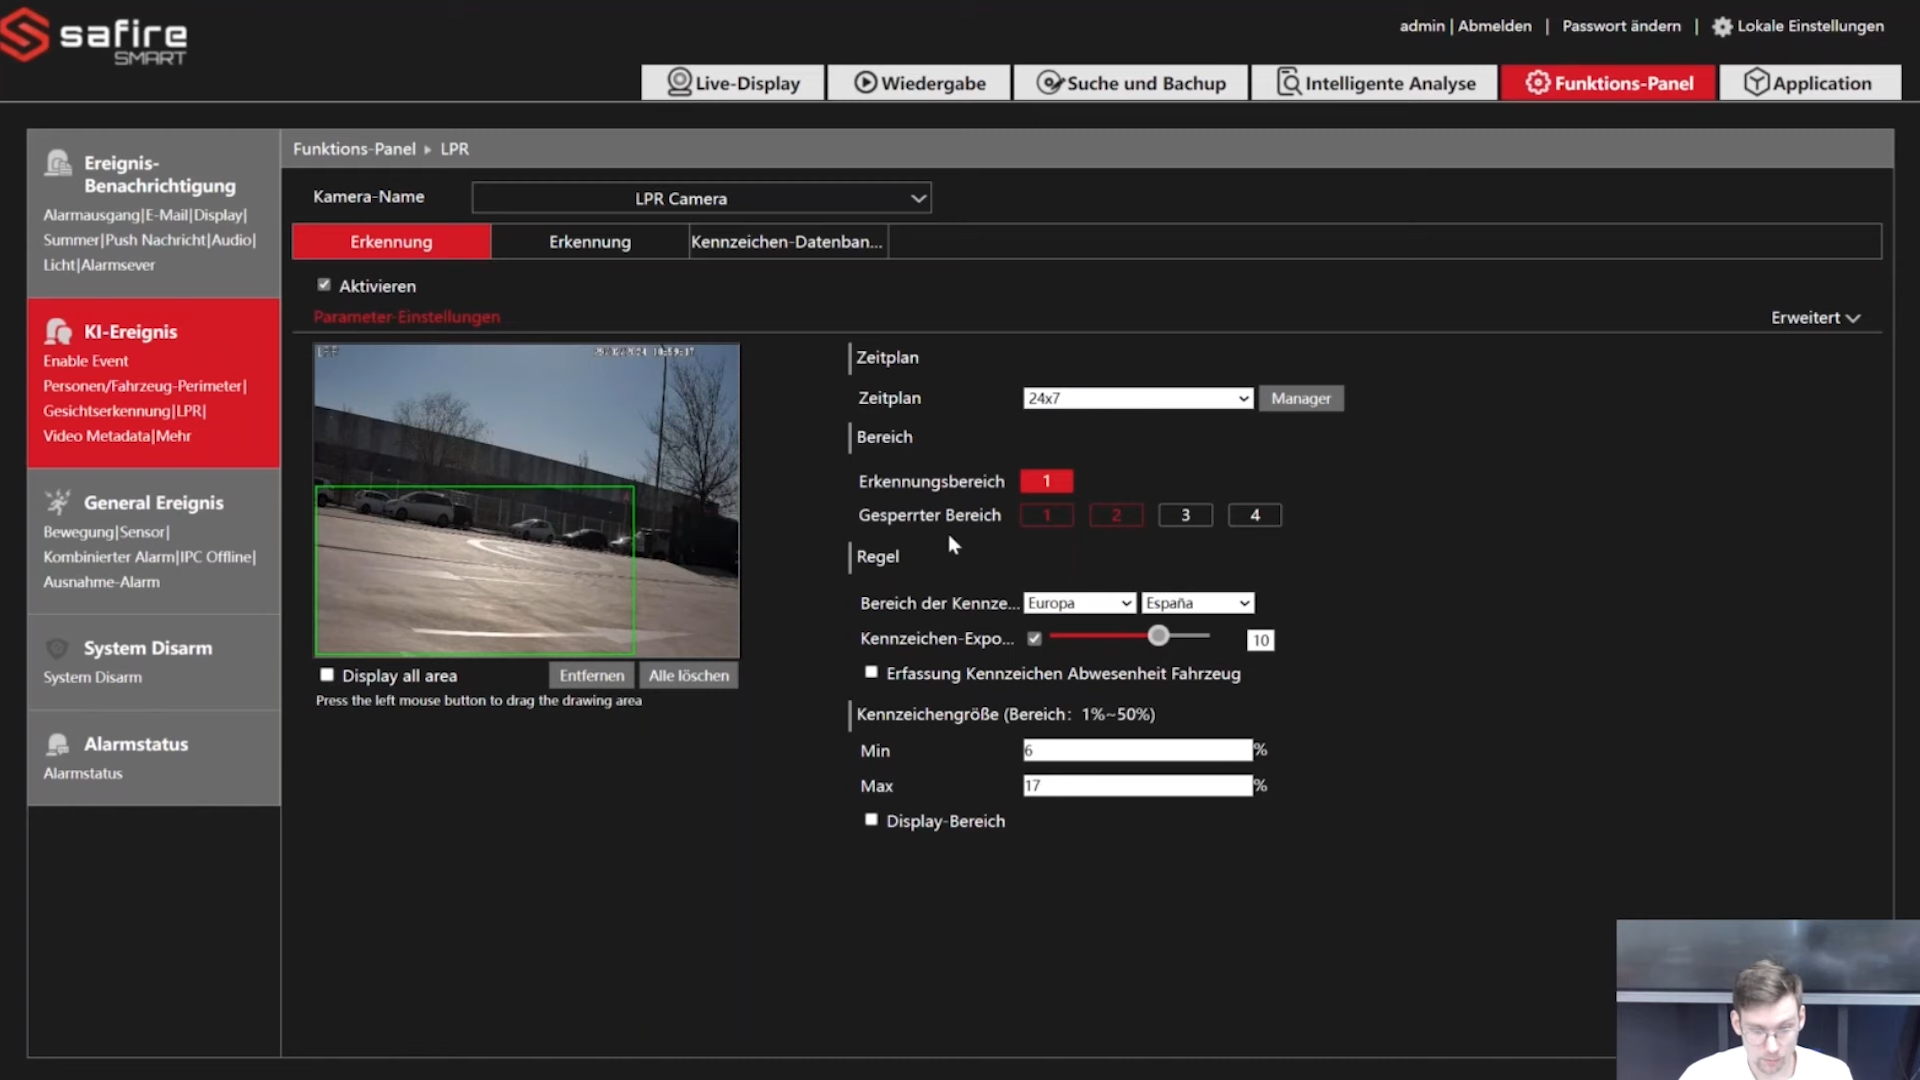 safire
SMART
admin | Abmelden | Passwort ändern | Lokale Einstellungen
Live-Display
Wiedergabe
Suche und Bachup
Intelligente Analyse
Funktions-Panel
Application
Ereignis-
Benachrichtigung
Alarmausgang|E-Mail|Display|
Summer|Push Nachricht|Audio|
Licht|Alarmsever
KI-Ereignis
Enable Event
Personen/Fahrzeug-Perimeter|
Gesichtserkennung|LPR|
Video Metadata|Mehr
General Ereignis
Bewegung|Sensor|
Kombinierter Alarm|IPC Offline|
Ausnahme-Alarm
System Disarm
System Disarm
Alarmstatus
Alarmstatus
Funktions-Panel ▸ LPR
Kamera-Name LPR Camera
Erkennung Erkennung Kennzeichen-Datenban...
Aktivieren
Parameter-Einstellungen
Erweitert
Display all area
Entfernen Alle löschen
Press the left mouse button to drag the drawing area
Zeitplan
Zeitplan 24x7 Manager
Bereich
Erkennungsbereich 1
Gesperrter Bereich 1 2 3 4
Regel
Bereich der Kennze... Europa España
Kennzeichen-Expo... 10
Erfassung Kennzeichen Abwesenheit Fahrzeug
Kennzeichengröße (Bereich: 1%~50%)
Min 6 %
Max 17 %
Display-Bereich